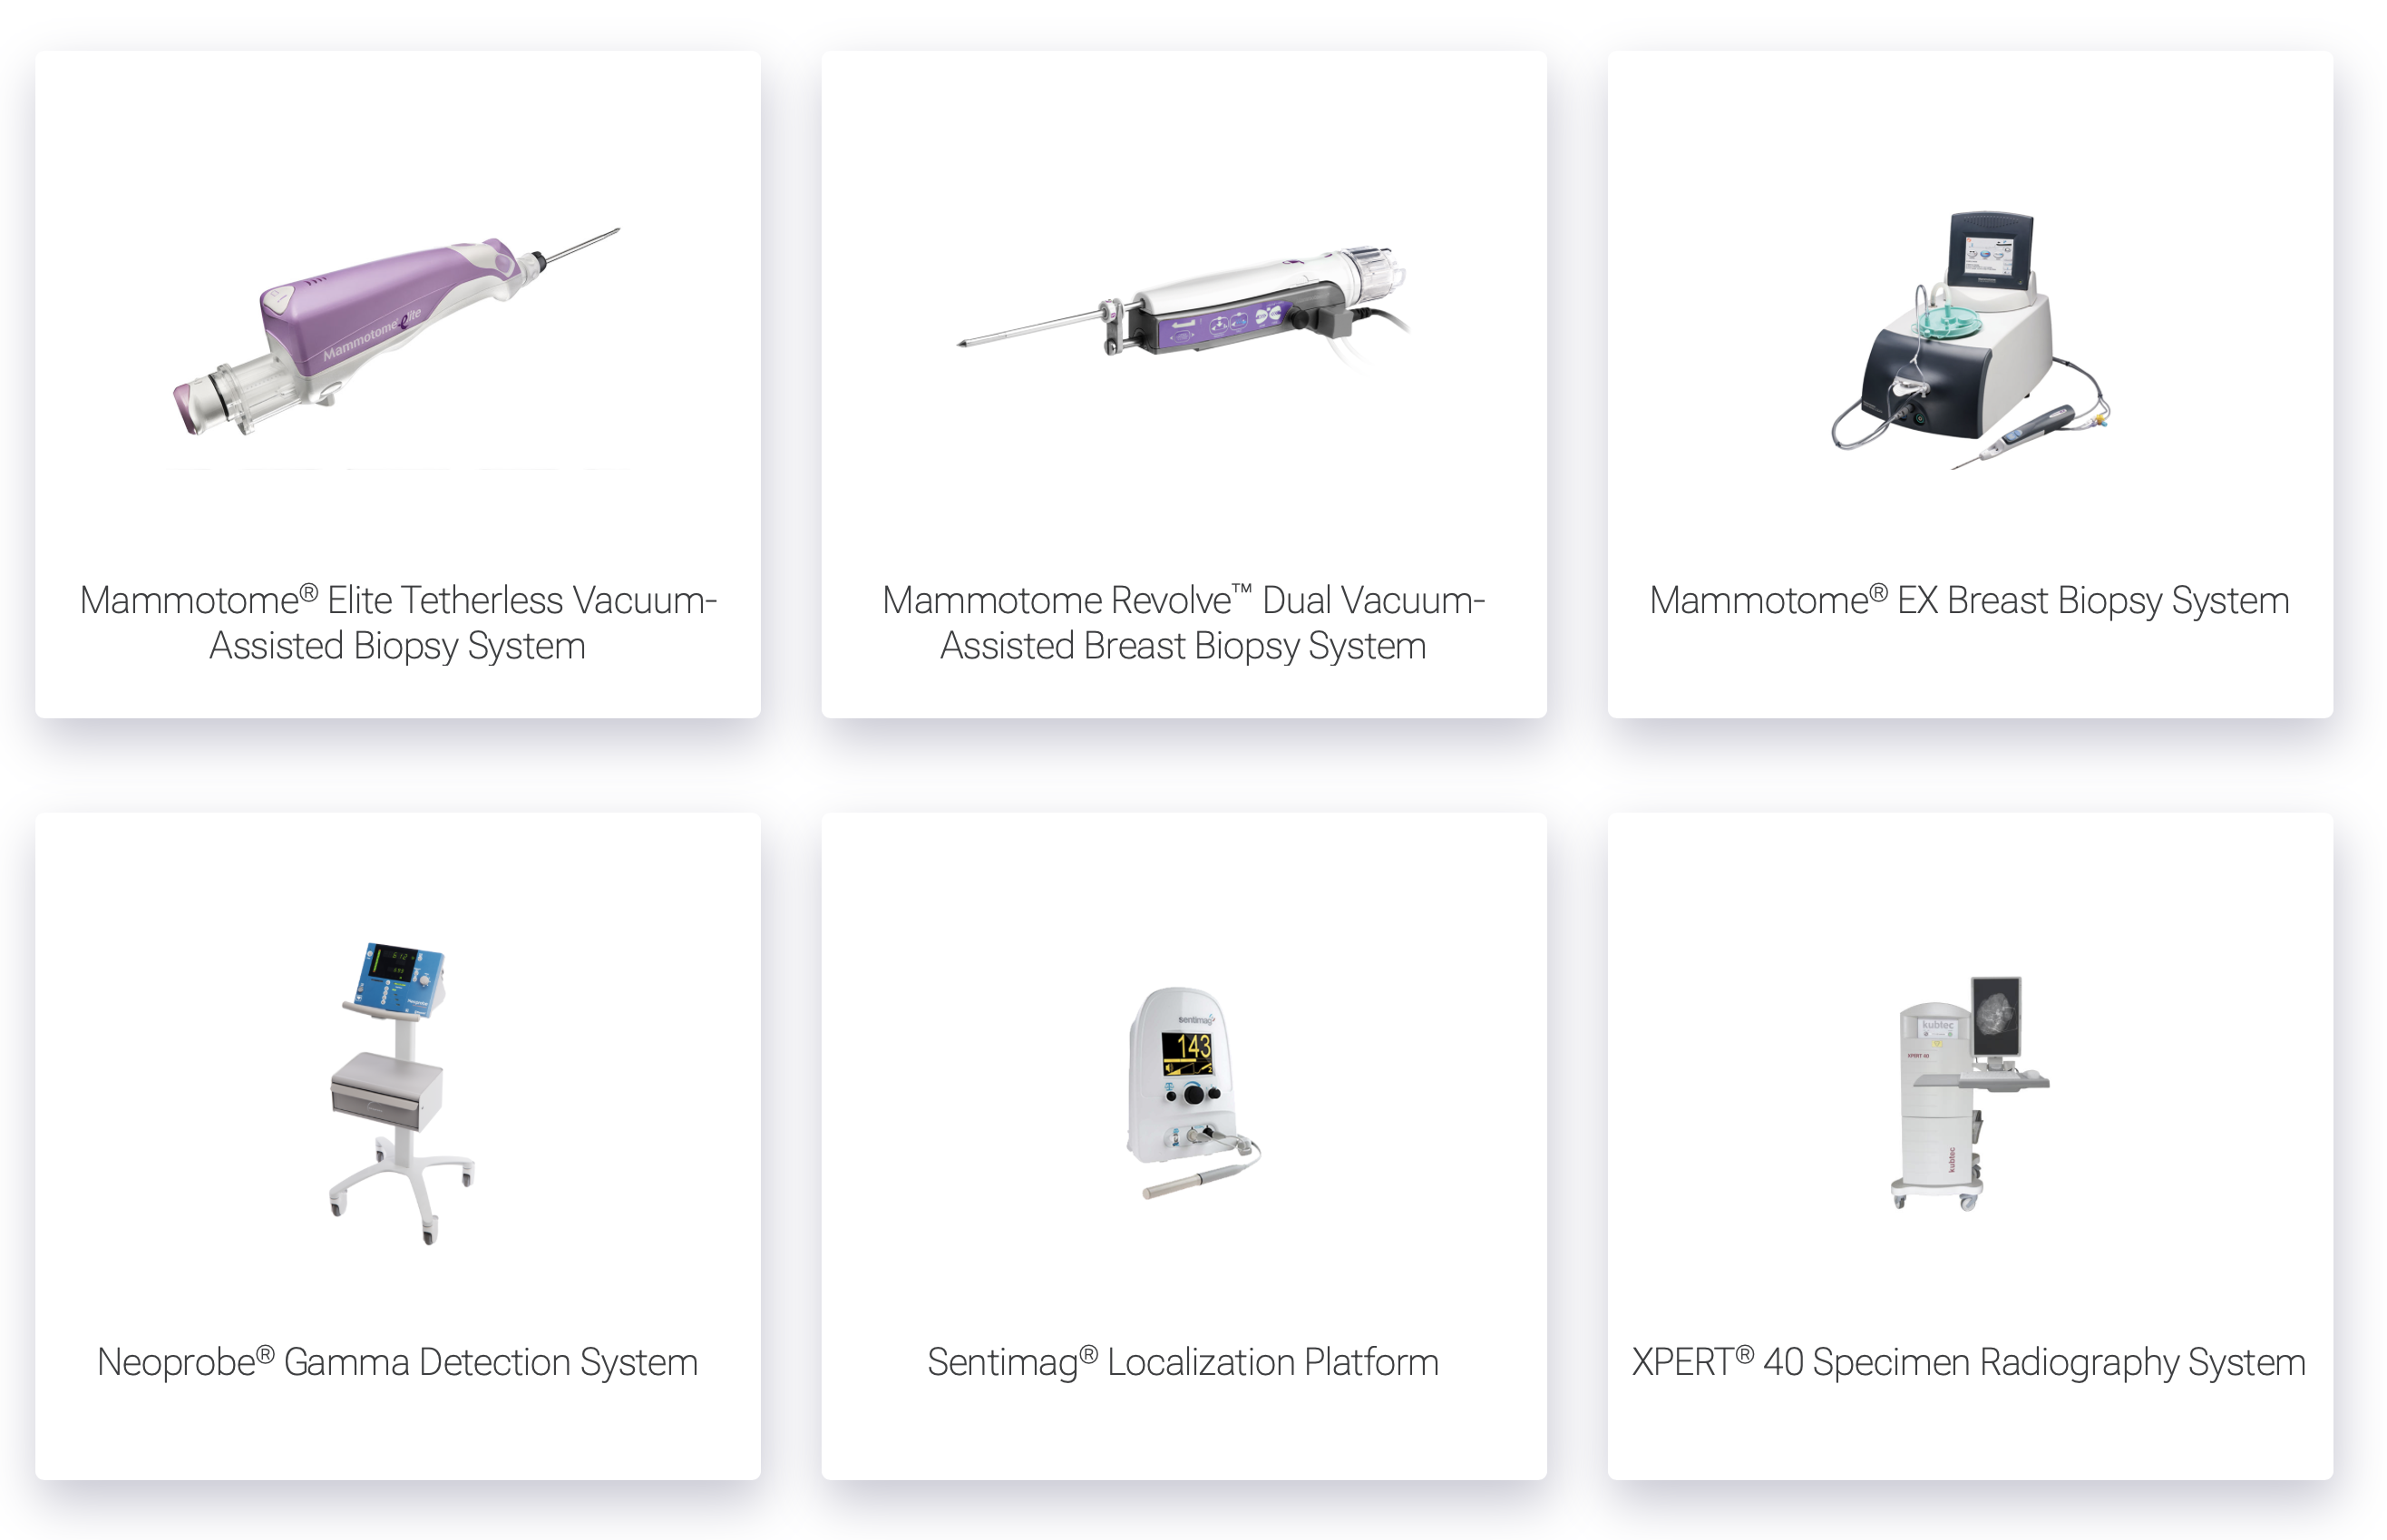 Mammotome elite
Mammotome® Elite Tetherless Vacuum-
Assisted Biopsy System
Mammotome Revolve™ Dual Vacuum-
Assisted Breast Biopsy System
Mammotome® EX Breast Biopsy System
Neoprobe
Neoprobe® Gamma Detection System
sentimag
143
Sentimag® Localization Platform
kubtec
XPERT 40
kubtec
XPERT® 40 Specimen Radiography System